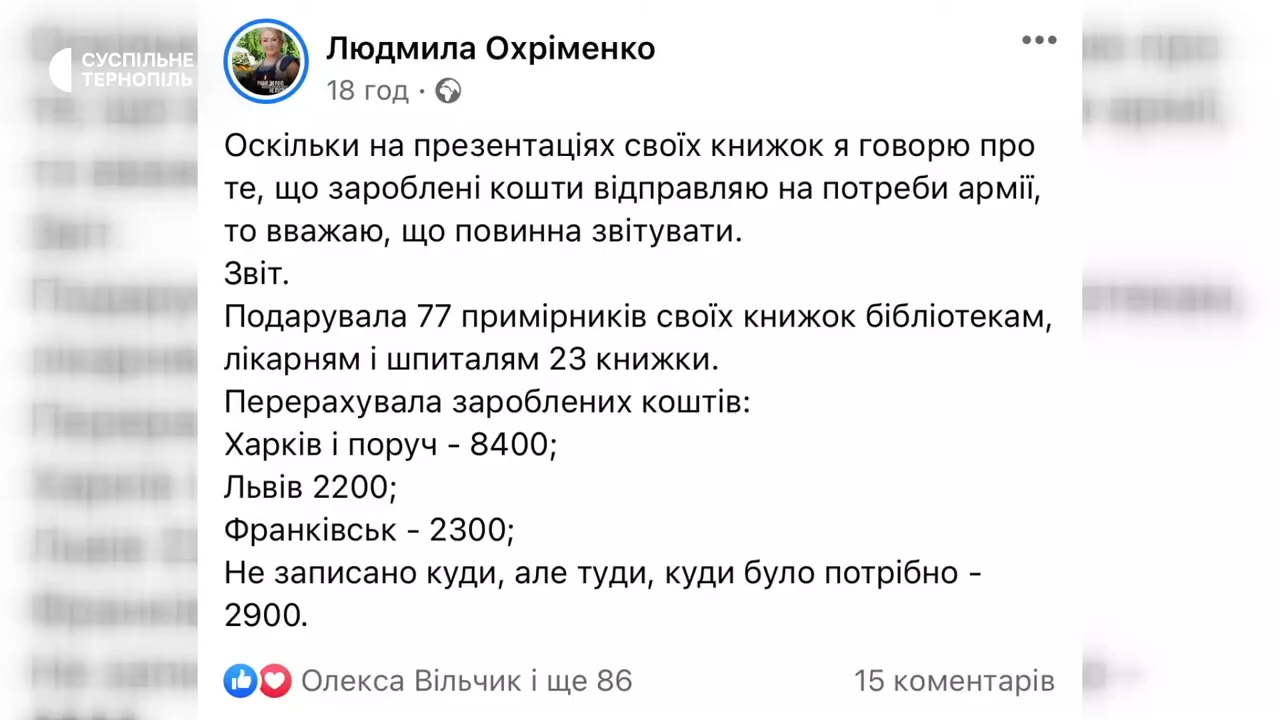 СУСПІЛЬНЕ
ТЕРНОПІЛЬ
Людмила Охріменко
18 год ·
Оскільки на презентаціях своїх книжок я говорю про
те, що зароблені кошти відправляю на потреби армії,
то вважаю, що повинна звітувати.
Звіт.
Подарувала 77 примірників своїх книжок бібліотекам,
лікарням і шпиталям 23 книжки.
Перерахувала зароблених коштів:
Харків і поруч - 8400;
Львів 2200;
Франківськ - 2300;
Не записано куди, але туди, куди було потрібно -
2900.
Олекса Вільчик і ще 86
15 коментарів